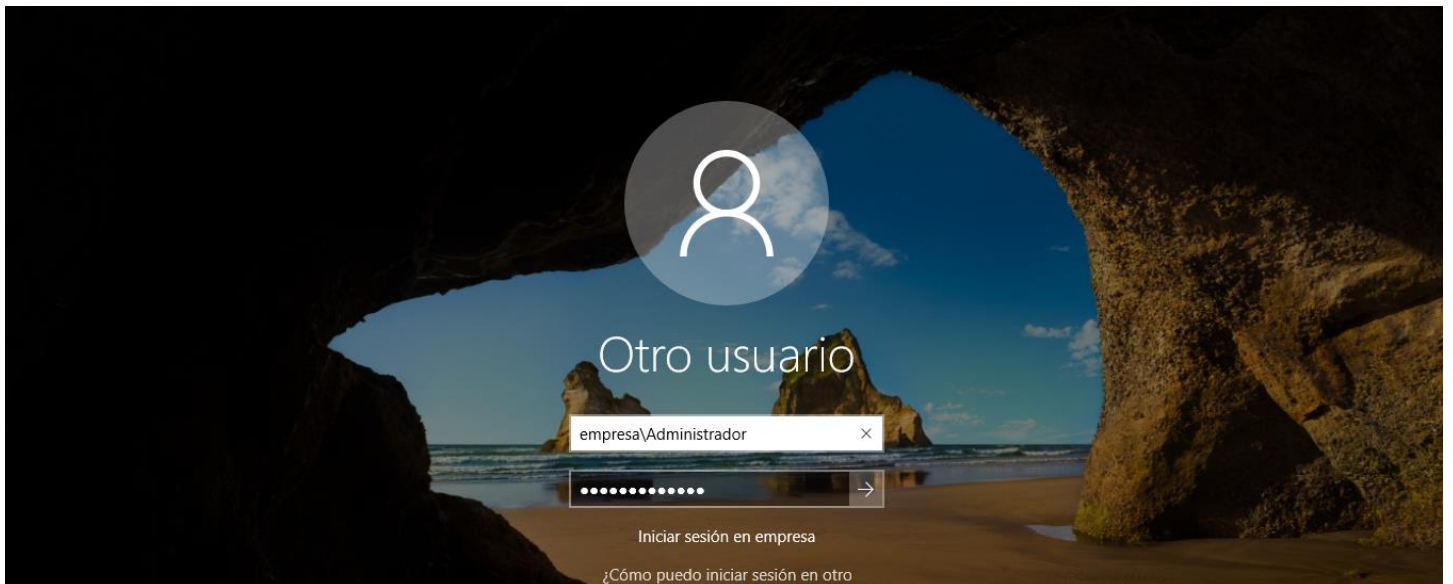 Otro usuario
empresa\Administrador
Iniciar sesión en empresa
¿Cómo puedo iniciar sesión en otro